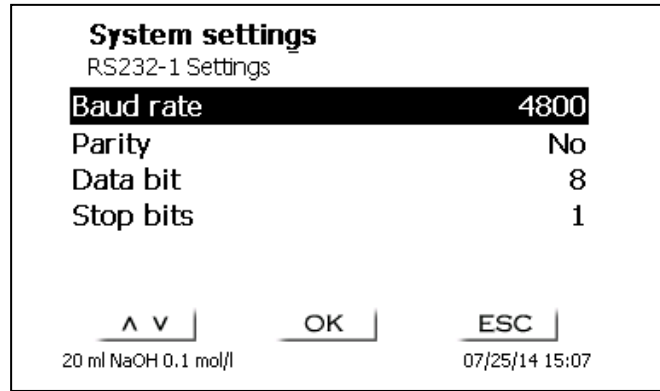 System settings
RS232-1 Settings
Baud rate 4800
Parity No
Data bit 8
Stop bits 1
∧ ∨ OK ESC
20 ml NaOH 0.1 mol/l 07/25/14 15:07